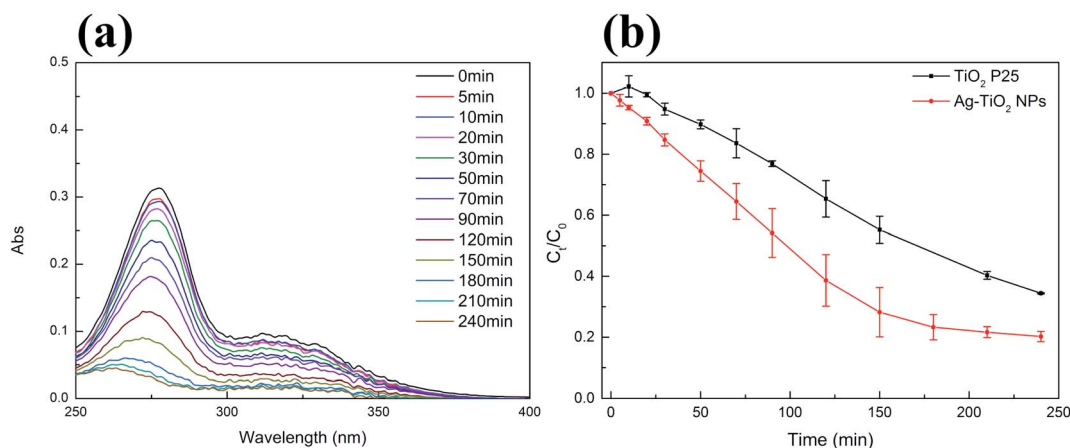 (a)
0.5
0.4
0.3
0.2
0.1
0.0
Abs
250
300
350
400
Wavelength (nm)
0min
5min
10min
20min
30min
50min
70min
90min
120min
150min
180min
210min
240min
(b)
1.0
0.8
0.6
0.4
0.2
0.0
Cₜ/C₀
0
50
100
150
200
250
Time (min)
TiO₂ P25
Ag-TiO₂ NPs